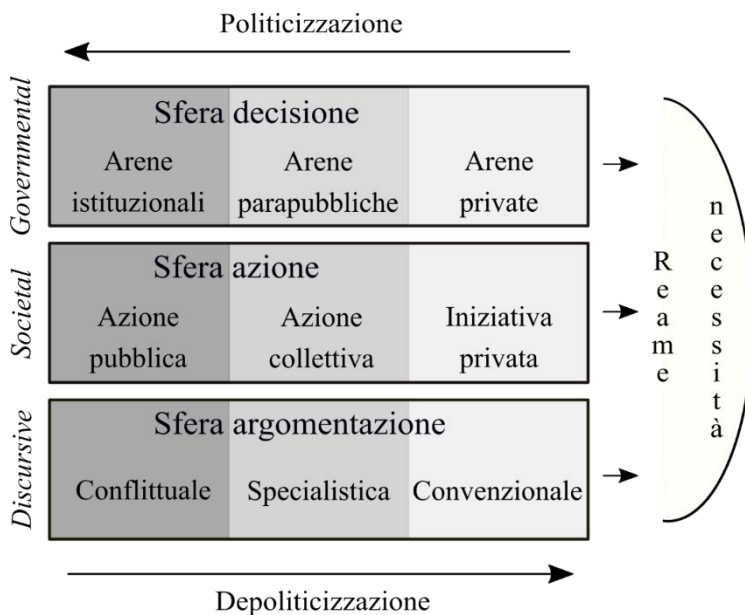 Politicizzazione
Governmental
Sfera decisione
Arene istituzionali
Arene parapubbliche
Arene private
Societal
Sfera azione
Azione pubblica
Azione collettiva
Iniziativa privata
Discursive
Sfera argomentazione
Conflittuale
Specialistica
Convenzionale
Reame
necessità
Depoliticizzazione